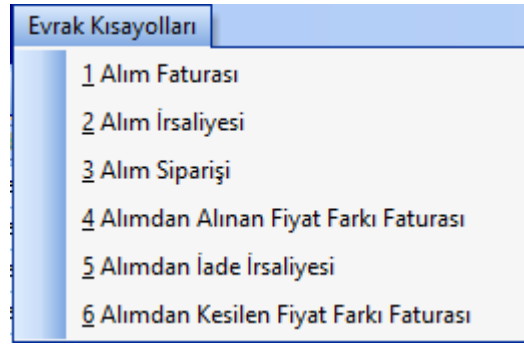 Evrak Kısayolları
1 Alım Faturası
2 Alım İrsaliyesi
3 Alım Siparişi
4 Alımdan Alınan Fiyat Farkı Faturası
5 Alımdan İade İrsaliyesi
6 Alımdan Kesilen Fiyat Farkı Faturası